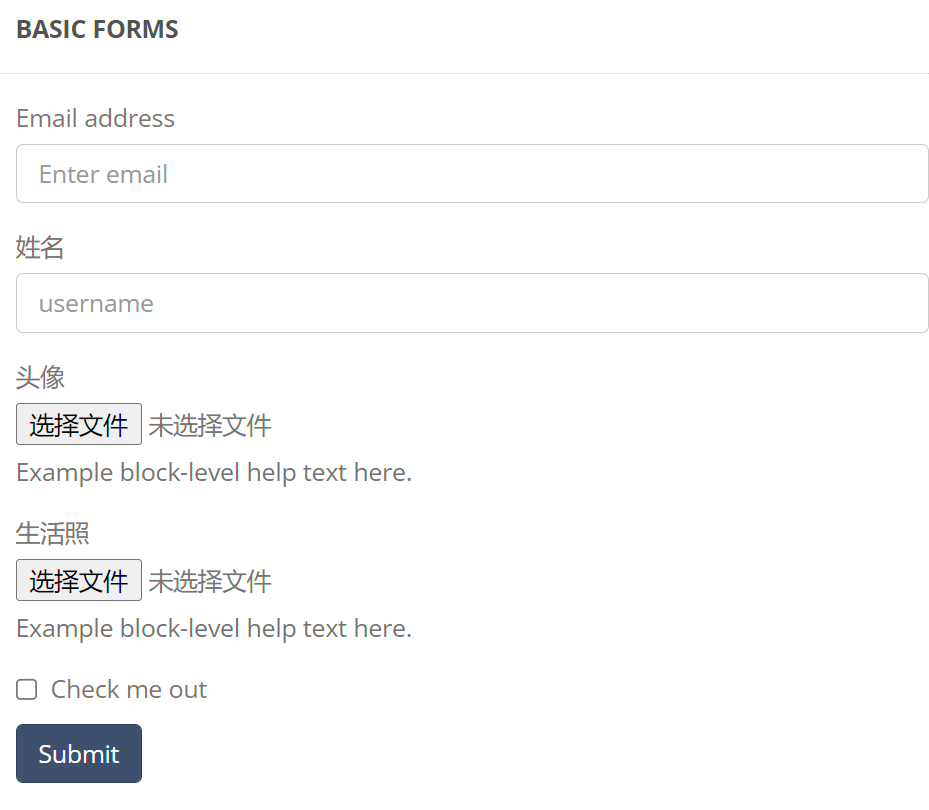 BASIC FORMS
Email address
Enter email
姓名
username
头像
选择文件 未选择文件
Example block-level help text here.
生活照
选择文件 未选择文件
Example block-level help text here.
Check me out
Submit